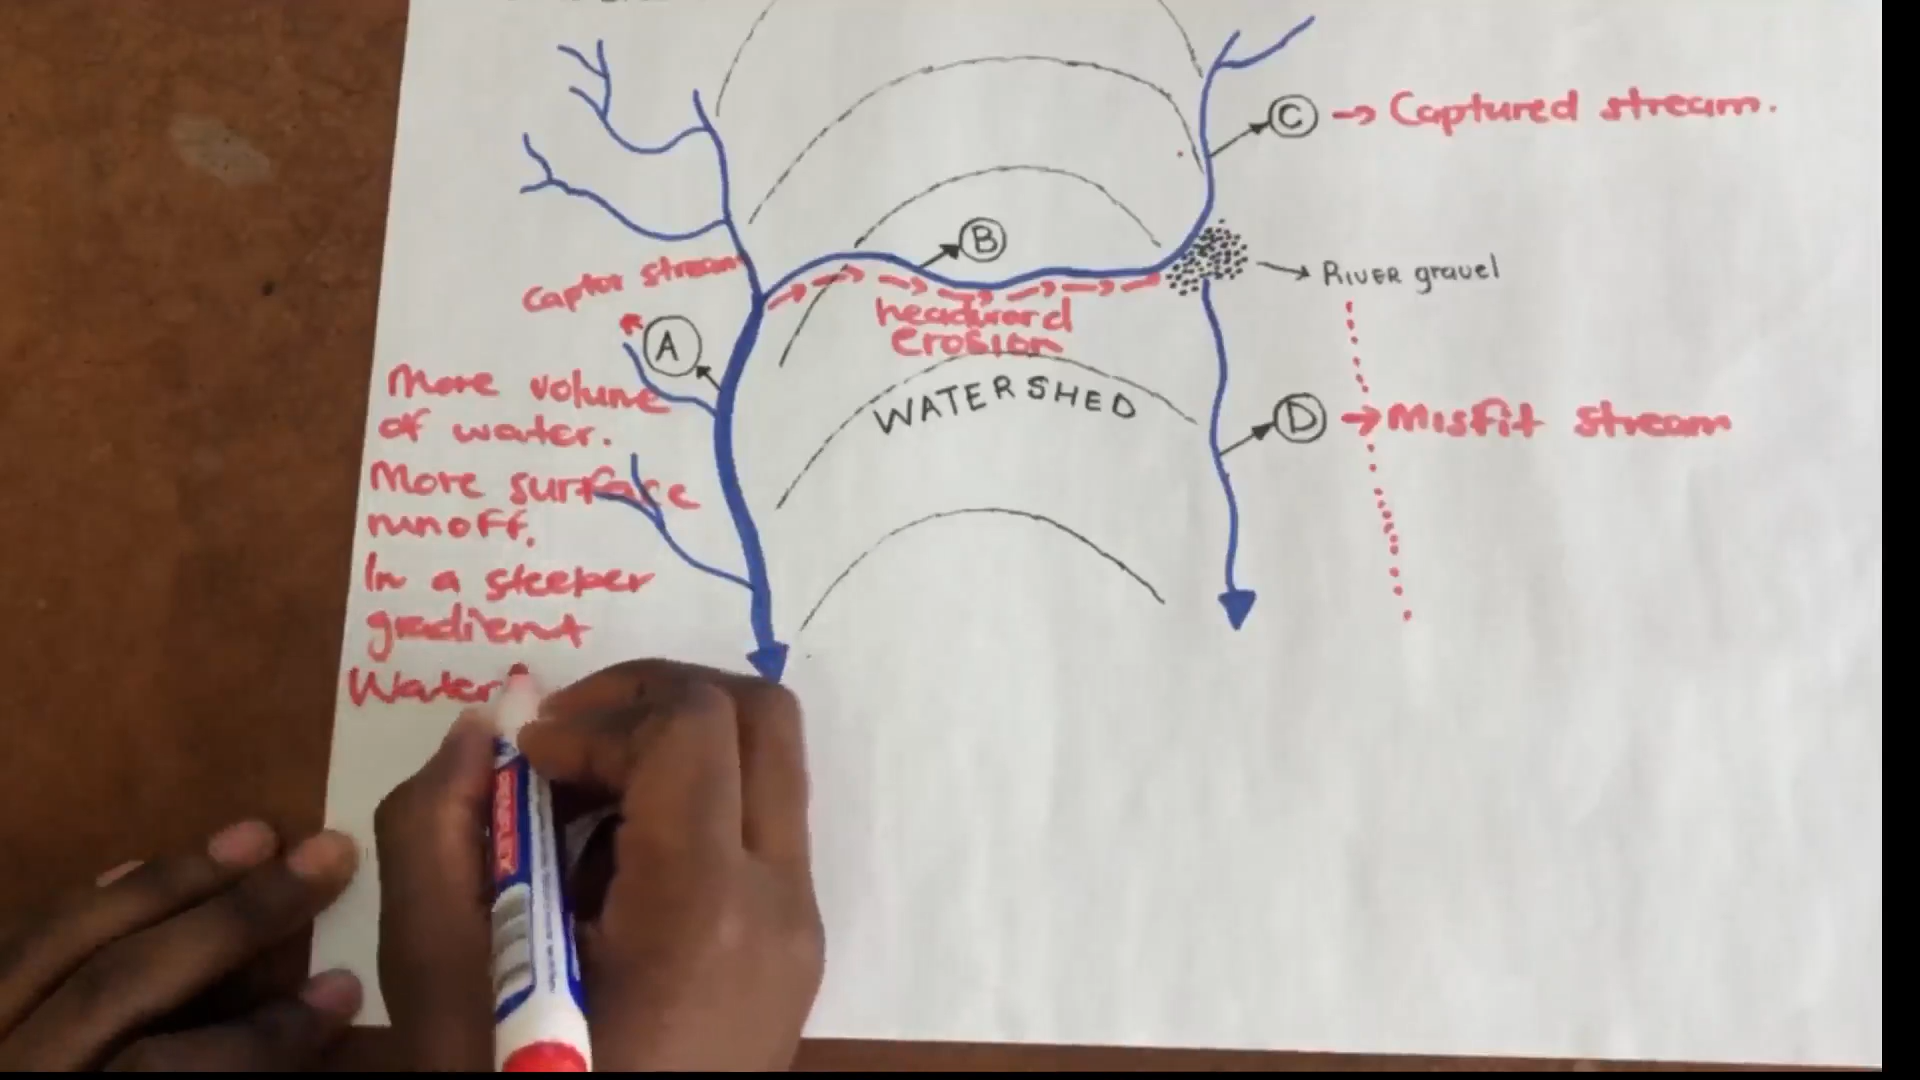 C → Captured stream.
B
River gravel
captor stream
headward
erosion
A
More volume
of water.
WATERSHED
D → Misfit stream
More surface
runoff.
In a steeper
gradient
Water